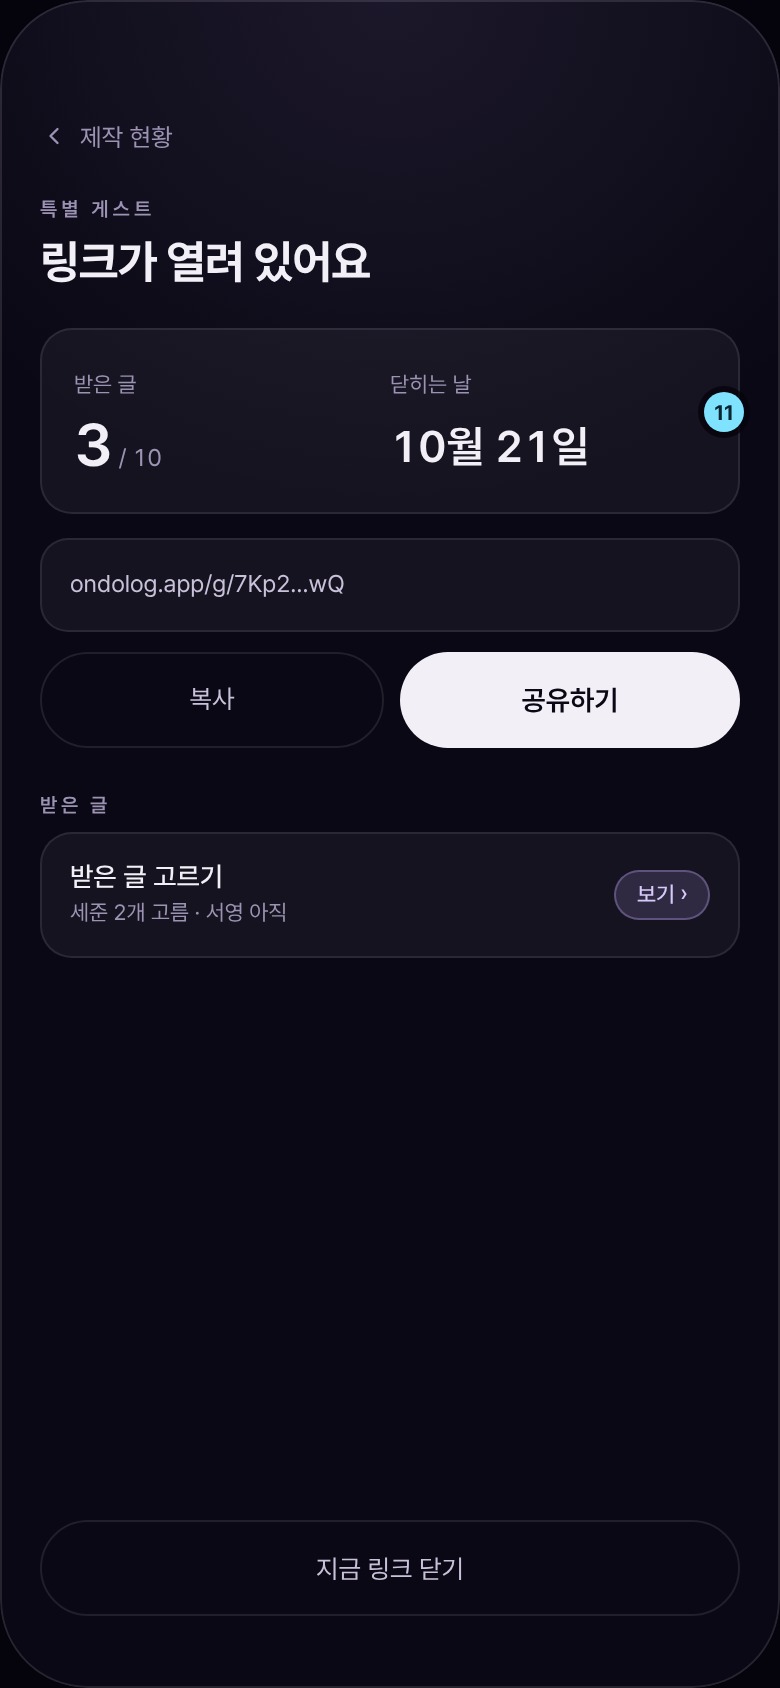 제작 현황
특별 게스트
링크가 열려 있어요
받은 글
닫히는 날
3 / 10
10월 21일
11
ondolog.app/g/7Kp2…wQ
복사
공유하기
받은 글
받은 글 고르기
세준 2개 고름 · 서영 아직
보기 ›
지금 링크 닫기